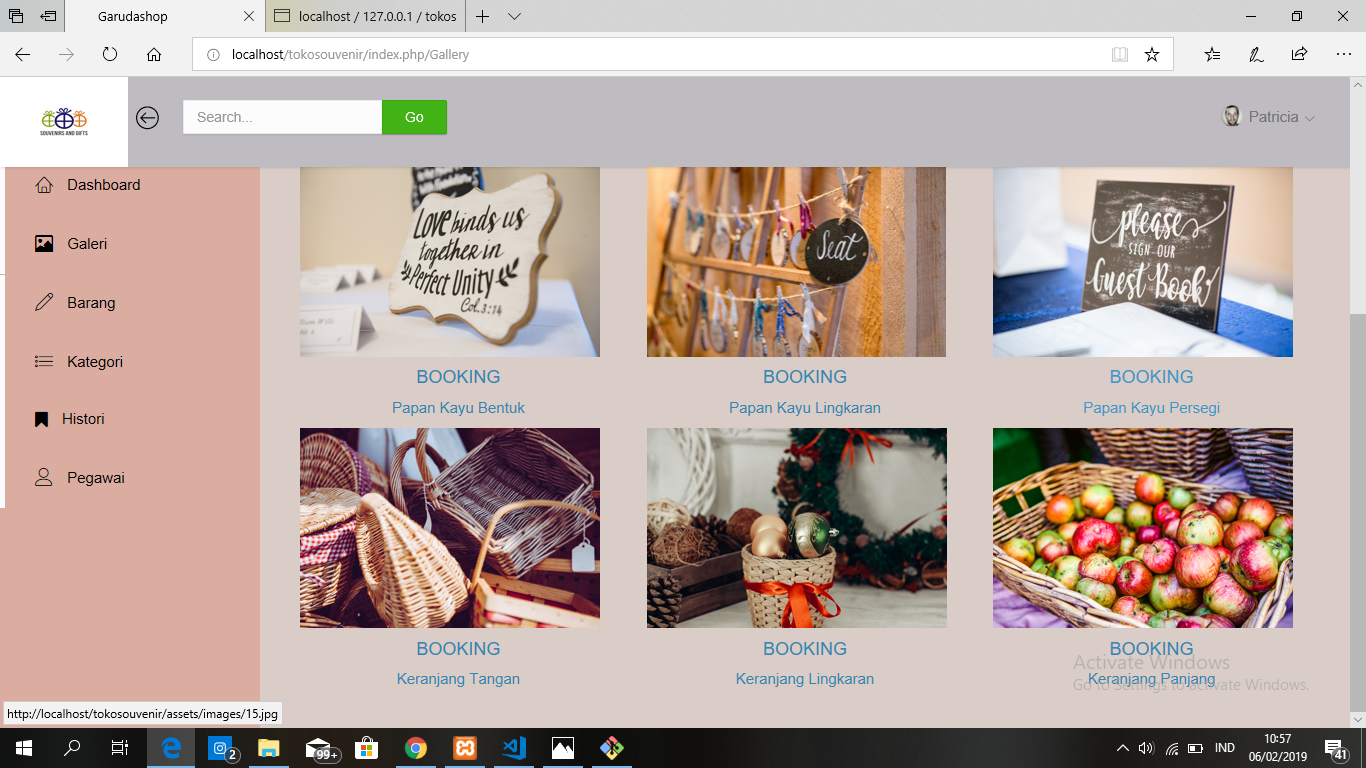 Garudashop
localhost / 127.0.0.1 / tokos
localhost/tokosouvenir/index.php/Gallery
SOUVENIRS AND GIFTS
Search...
Go
Patricia
Dashboard
Galeri
Barang
Kategori
Histori
Pegawai
LOVE binds us
together in
Perfect Unity
Col. 3:14
Seat
please
SIGN OUR
Guest Book
BOOKING
Papan Kayu Bentuk
BOOKING
Papan Kayu Lingkaran
BOOKING
Papan Kayu Persegi
BOOKING
Keranjang Tangan
BOOKING
Keranjang Lingkaran
BOOKING
Keranjang Panjang
Activate Windows
Go to Settings to activate Windows.
http://localhost/tokosouvenir/assets/images/15.jpg
2
99+
IND
10:57
06/02/2019
41